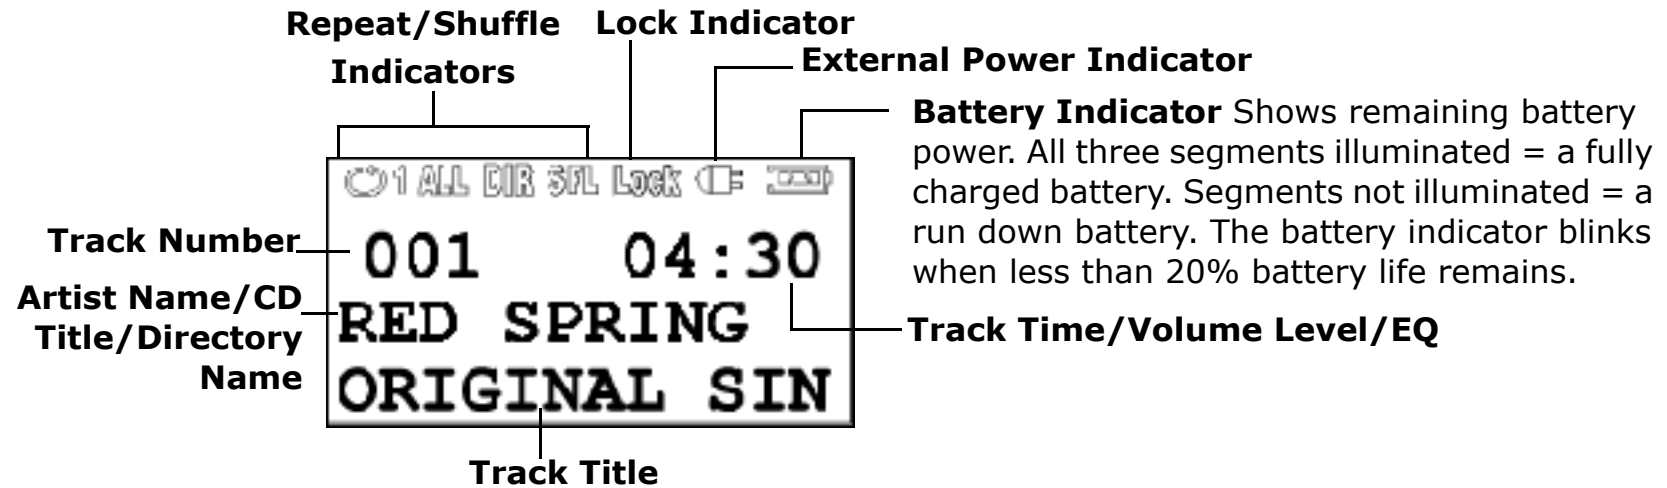 Repeat/Shuffle
Indicators
Lock Indicator
External Power Indicator
Battery Indicator Shows remaining battery
power. All three segments illuminated = a fully
charged battery. Segments not illuminated = a
run down battery. The battery indicator blinks
when less than 20% battery life remains.
1 ALL DIR SFL Lock
Track Number
001 04:30
Artist Name/CD
Title/Directory
Name
RED SPRING
Track Time/Volume Level/EQ
ORIGINAL SIN
Track Title